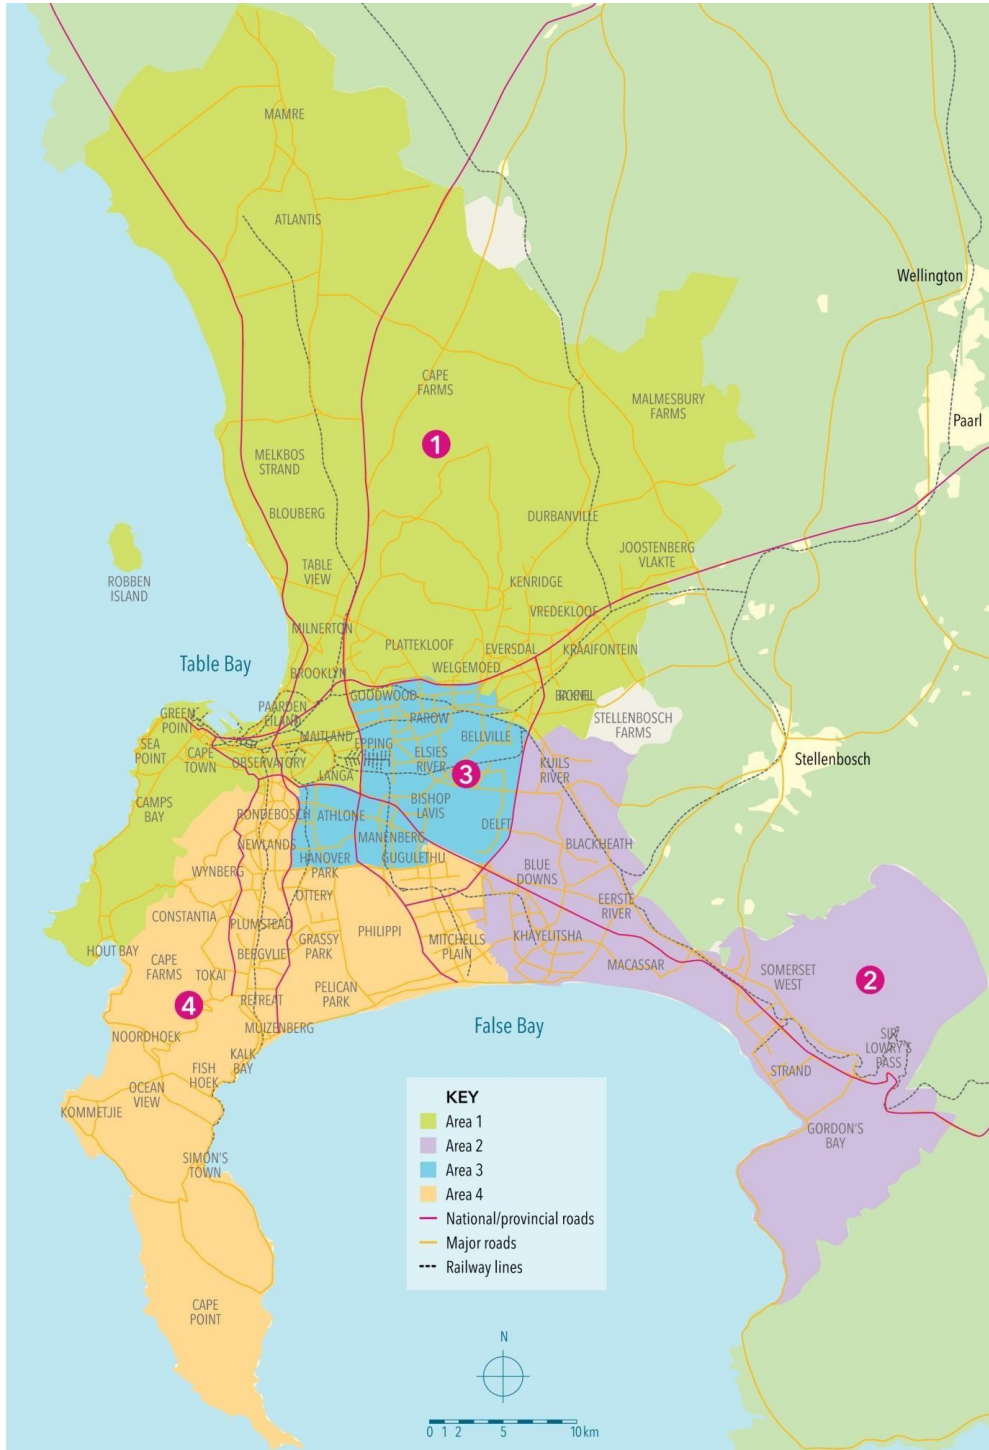 MAMRE
ATLANTIS
Wellington
CAPE
FARMS
MALMESBURY
FARMS
Paarl
1
MELKBOS
STRAND
BLOUBERG
DURBANVILLE
JOOSTENBERG
VLAKTE
TABLE
VIEW
ROBBEN
ISLAND
KENRIDGE
VREDEKLOOF
MILNERTON
PLATTEKLOOF
EVERSDAL
KRAAIFONTEIN
Table Bay
WELGEMOED
BROOKLYN
GOODWOOD
PAARDEN
EILAND
GREEN
POINT
PAROW
STELLENBOSCH
FARMS
MAITLAND
EPPING
BELLVILLE
SEA
POINT
CAPE
TOWN
OBSERVATORY
ELSIES
RIVER
KUILS
RIVER
Stellenbosch
LANGA
3
CAMPS
BAY
RONDEBOSCH
ATHLONE
BISHOP
LAVIS
DELFT
MANENBERG
NEWLANDS
BLACKHEATH
HANOVER
PARK
GUGULETHU
WYNBERG
BLUE
DOWNS
OTTERY
EERSTE
RIVER
CONSTANTIA
PLUMSTEAD
PHILIPPI
KHAYELITSHA
GRASSY
PARK
MITCHELLS
PLAIN
HOUT BAY
BERGVLIET
CAPE
FARMS
TOKAI
MACASSAR
SOMERSET
WEST
2
4
RETREAT
PELICAN
PARK
False Bay
MUIZENBERG
NOORDHOEK
SIR
LOWRY'S
PASS
KALK
BAY
FISH
HOEK
STRAND
OCEAN
VIEW
KOMMETJIE
GORDON'S
BAY
SIMON'S
TOWN
CAPE
POINT
KEY
Area 1
Area 2
Area 3
Area 4
National/provincial roads
Major roads
Railway lines
N
0 1 2 5 10 km